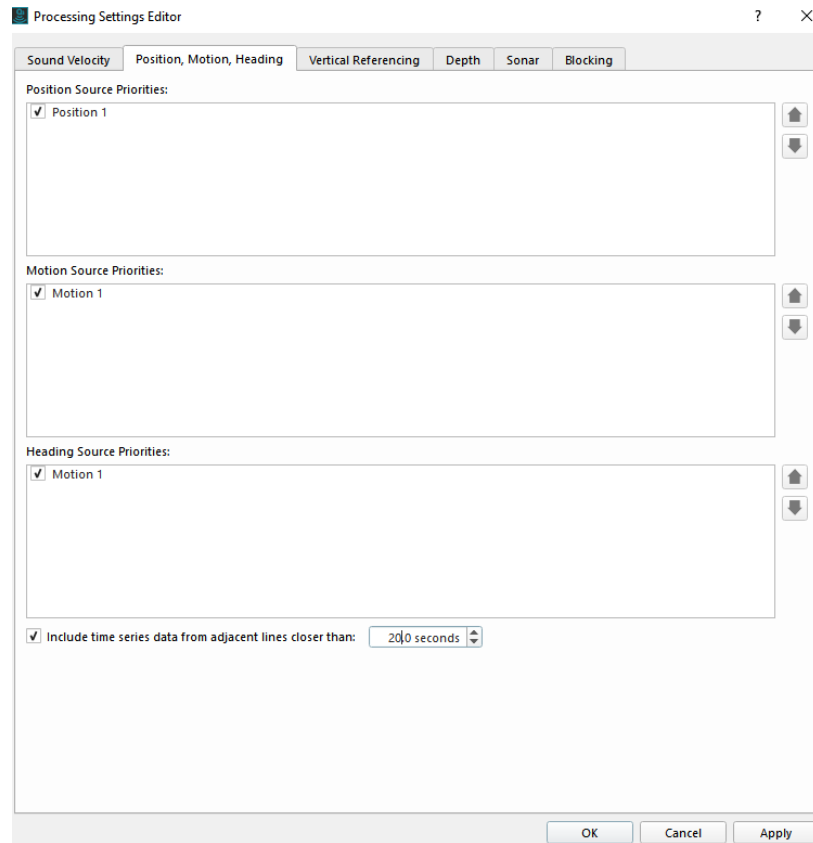 Processing Settings Editor
Sound Velocity Position, Motion, Heading Vertical Referencing Depth Sonar Blocking
Position Source Priorities:
Position 1
Motion Source Priorities:
Motion 1
Heading Source Priorities:
Motion 1
Include time series data from adjacent lines closer than: 20.0 seconds
OK Cancel Apply